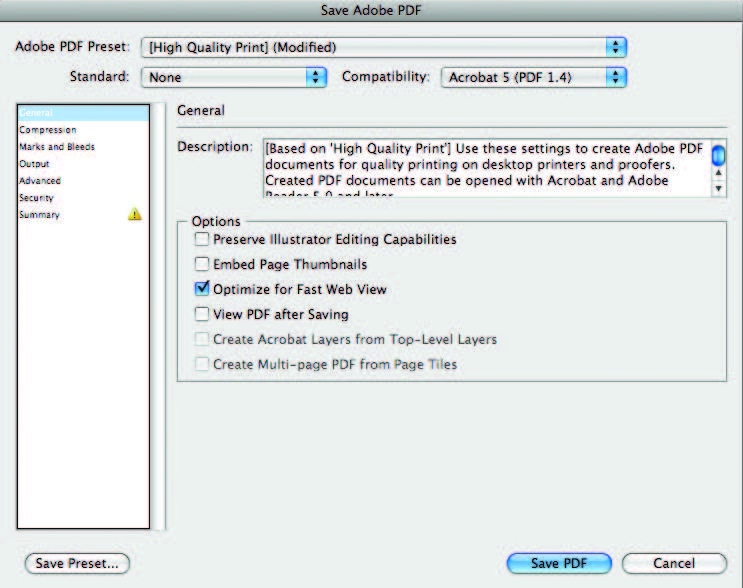 Save Adobe PDF
Adobe PDF Preset: [High Quality Print] (Modified)
Standard: None Compatibility: Acrobat 5 (PDF 1.4)
General
Compression
Marks and Bleeds
Output
Advanced
Security
Summary
General
Description: [Based on 'High Quality Print'] Use these settings to create Adobe PDF
documents for quality printing on desktop printers and proofers.
Created PDF documents can be opened with Acrobat and Adobe
Reader 5.0 and later.
Options
Preserve Illustrator Editing Capabilities
Embed Page Thumbnails
Optimize for Fast Web View
View PDF after Saving
Create Acrobat Layers from Top-Level Layers
Create Multi-page PDF from Page Tiles
Save Preset... Save PDF Cancel